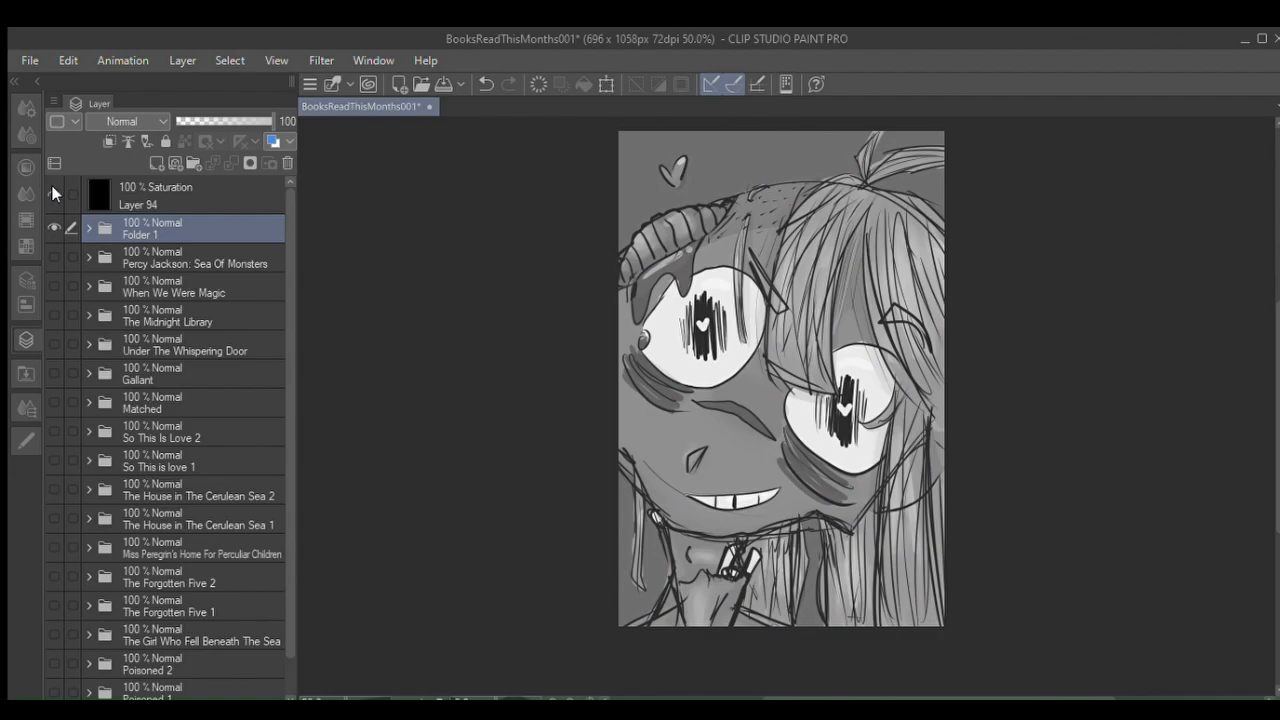 BooksReadThisMonths001* (696 x 1058px 72dpi 50.0%) - CLIP STUDIO PAINT PRO
File Edit Animation Layer Select View Filter Window Help
Layer
BooksReadThisMonths001*
Normal 100
100 % Saturation
Layer 94
100 % Normal
Folder 1
100 % Normal
Percy Jackson: Sea Of Monsters
100 % Normal
When We Were Magic
100 % Normal
The Midnight Library
100 % Normal
Under The Whispering Door
100 % Normal
Gallant
100 % Normal
Matched
100 % Normal
So This Is Love 2
100 % Normal
So This is love 1
100 % Normal
The House in The Cerulean Sea 2
100 % Normal
The House in The Cerulean Sea 1
100 % Normal
Miss Peregrin's Home For Perculiar Children
100 % Normal
The Forgotten Five 2
100 % Normal
The Forgotten Five 1
100 % Normal
The Girl Who Fell Beneath The Sea
100 % Normal
Poisoned 2
100 % Normal
Poisoned 1